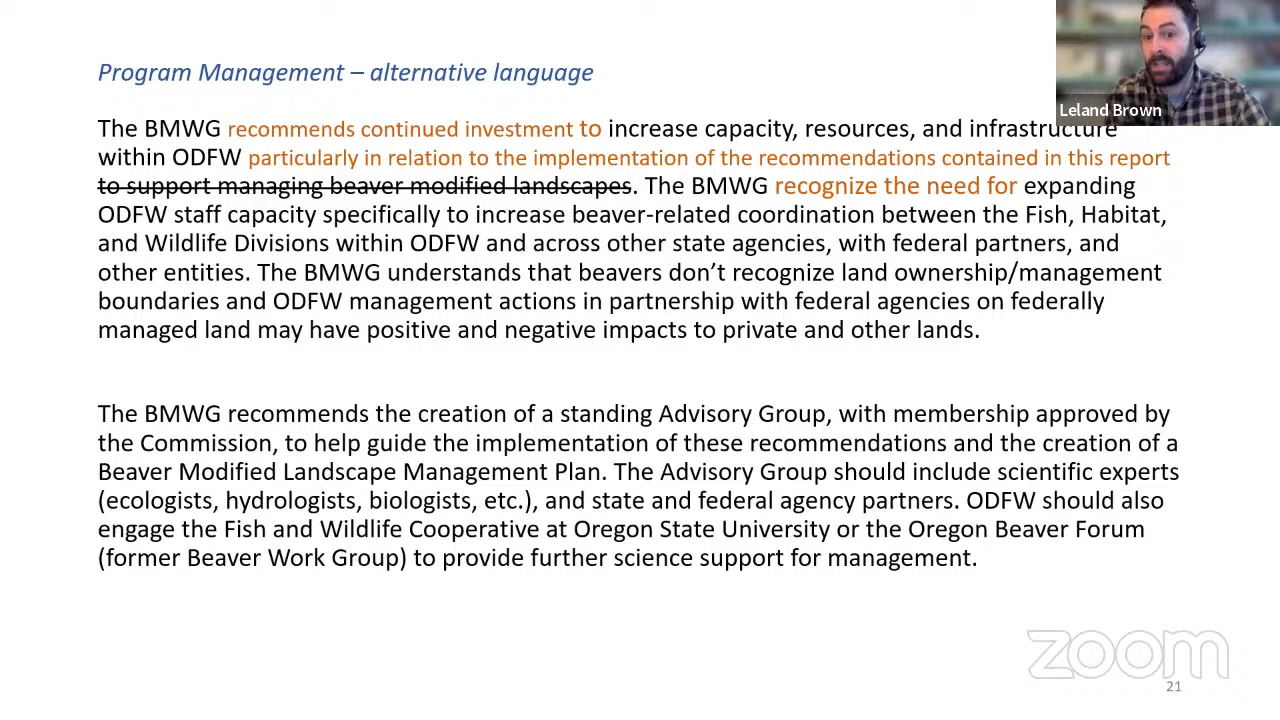 Program Management – alternative language
Leland Brown
The BMWG recommends continued investment to increase capacity, resources, and infrastructure
within ODFW particularly in relation to the implementation of the recommendations contained in this report
to support managing beaver modified landscapes. The BMWG recognize the need for expanding
ODFW staff capacity specifically to increase beaver-related coordination between the Fish, Habitat,
and Wildlife Divisions within ODFW and across other state agencies, with federal partners, and
other entities. The BMWG understands that beavers don’t recognize land ownership/management
boundaries and ODFW management actions in partnership with federal agencies on federally
managed land may have positive and negative impacts to private and other lands.
The BMWG recommends the creation of a standing Advisory Group, with membership approved by
the Commission, to help guide the implementation of these recommendations and the creation of a
Beaver Modified Landscape Management Plan. The Advisory Group should include scientific experts
(ecologists, hydrologists, biologists, etc.), and state and federal agency partners. ODFW should also
engage the Fish and Wildlife Cooperative at Oregon State University or the Oregon Beaver Forum
(former Beaver Work Group) to provide further science support for management.
zoom
21